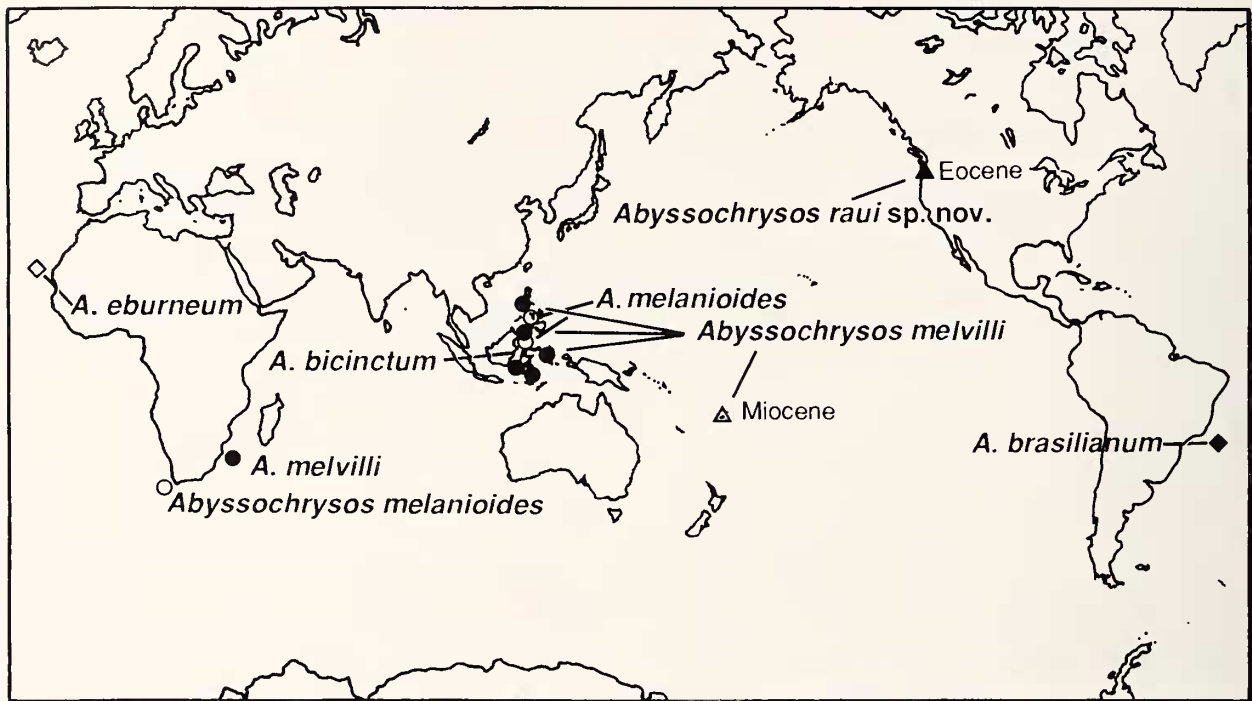 Eocene
Abyssochrysos raui sp. nov.
A. eburneum
A. melanioides
Abyssochrysos melvilli
A. bicinctum
Miocene
A. brasilianum
A. melvilli
Abyssochrysos melanioides